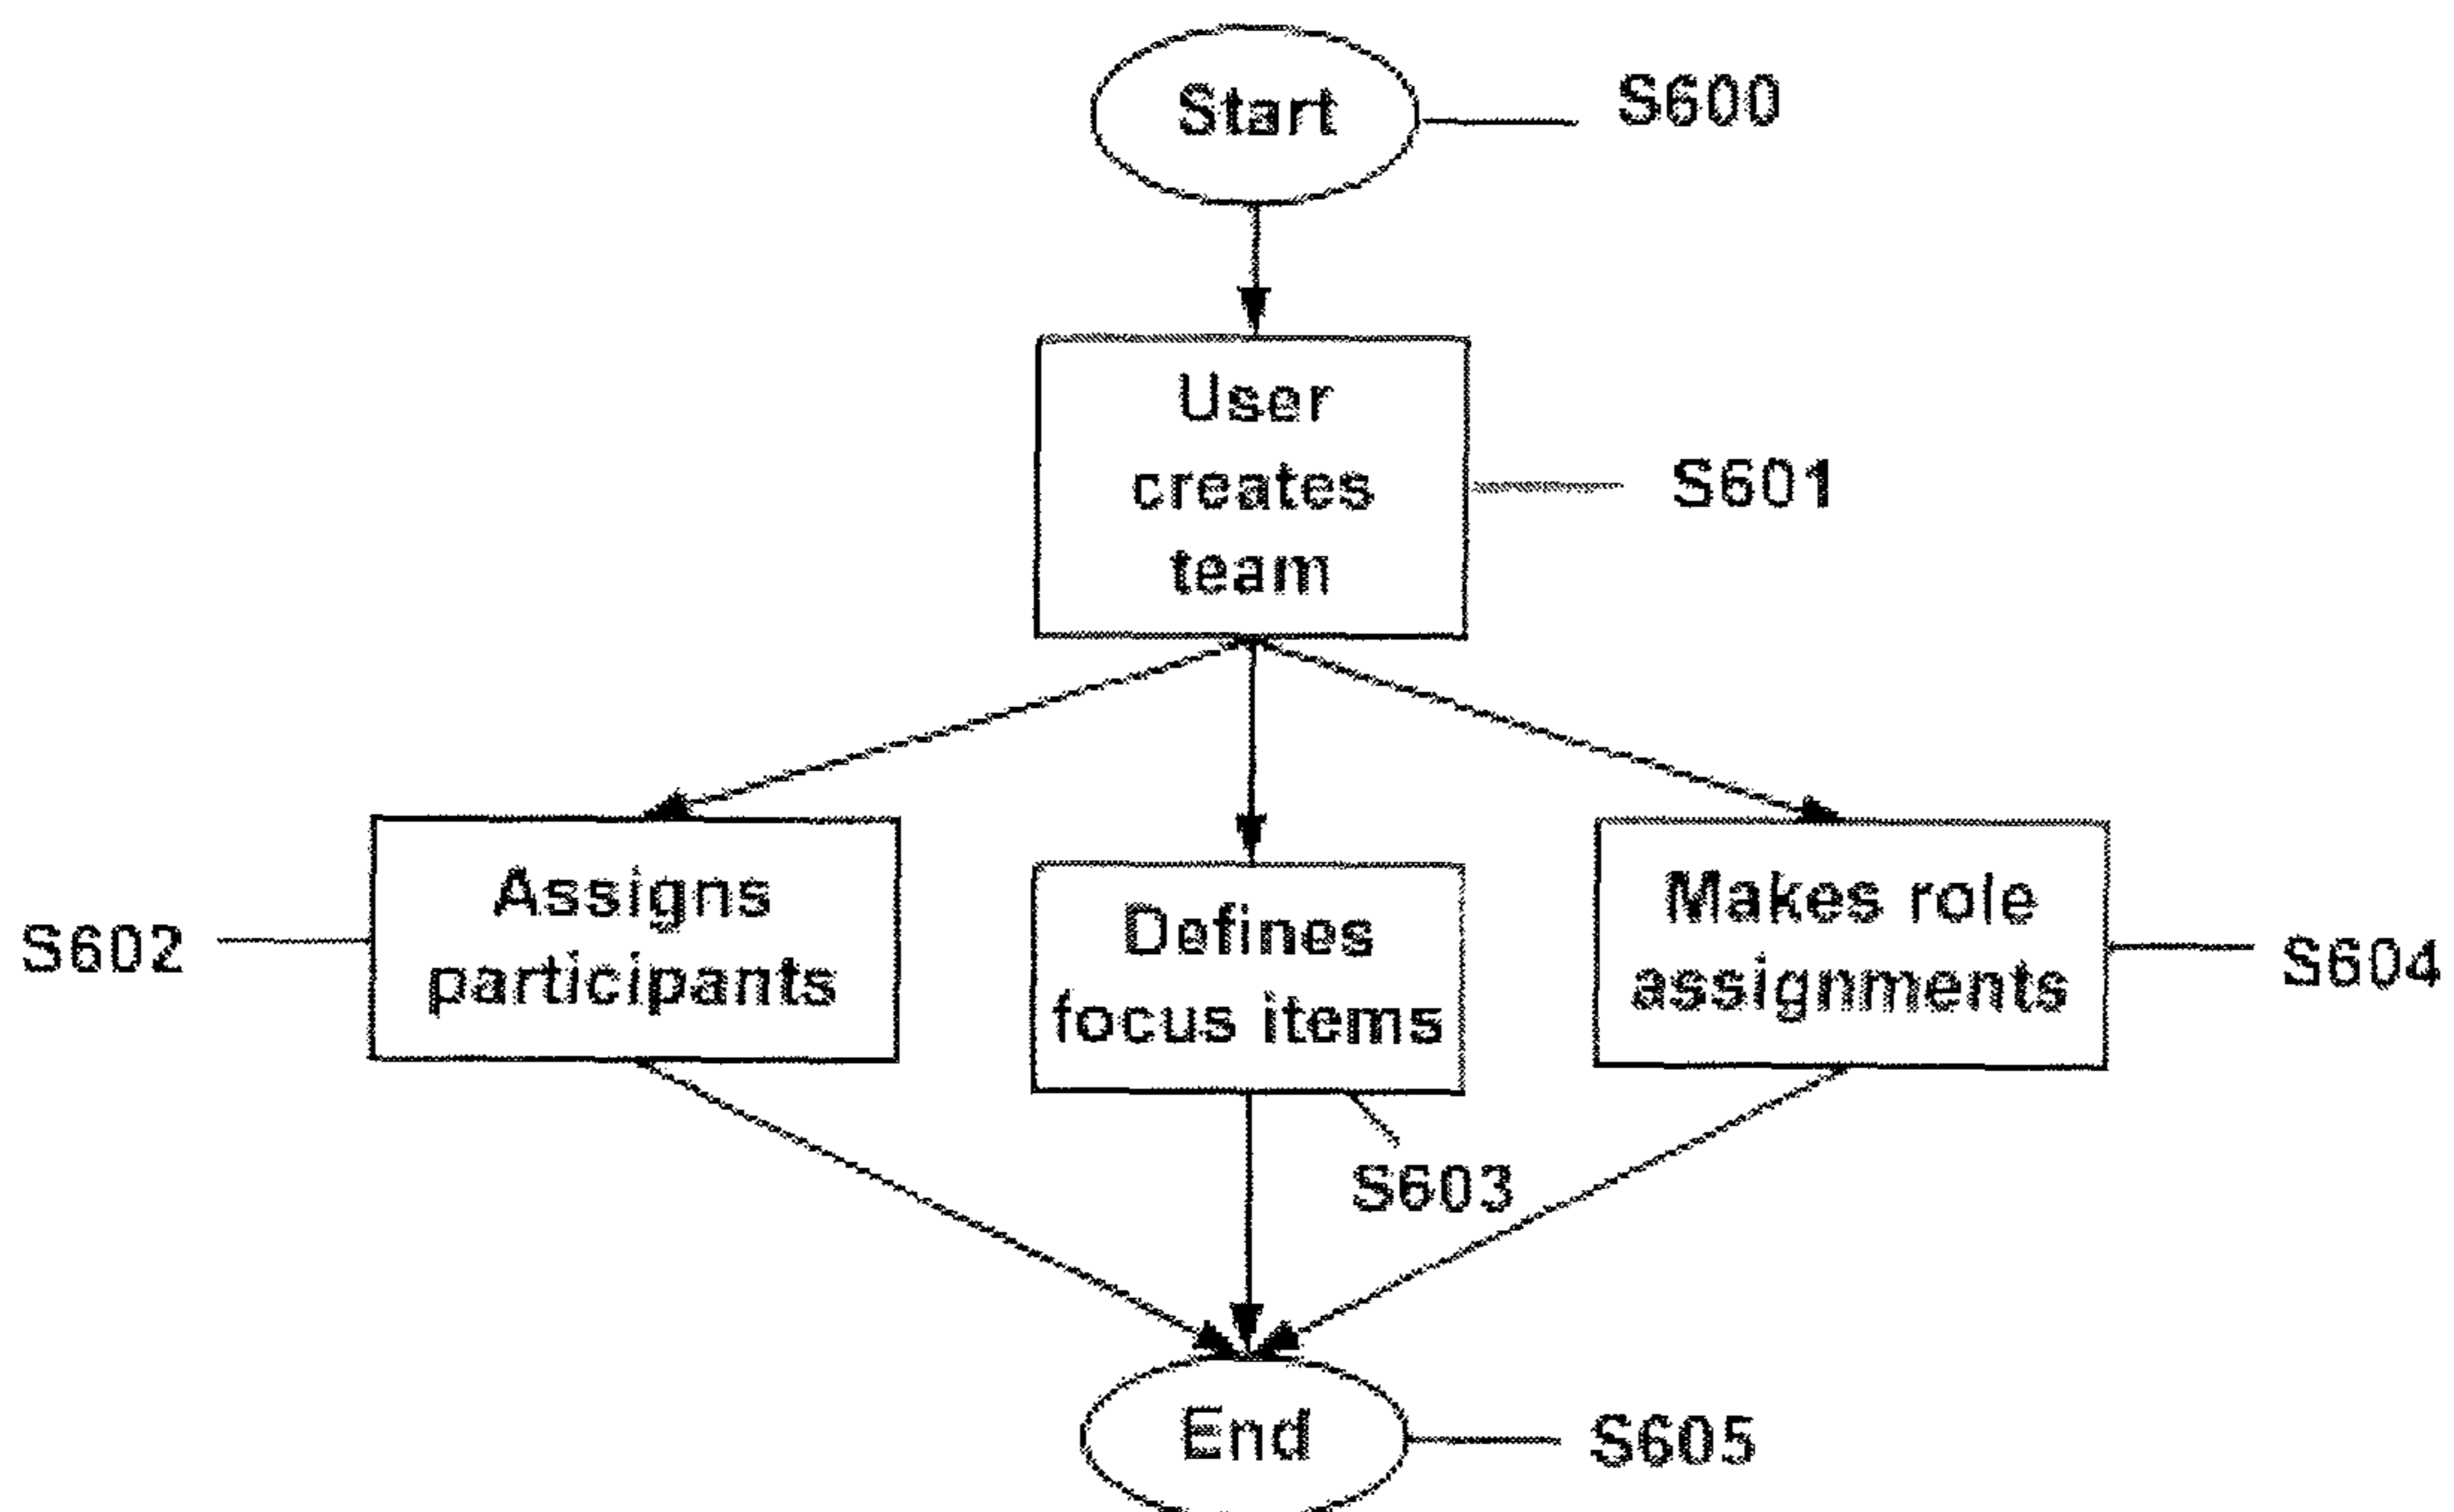 Start
S600
User
creates
team
S601
Assigns
participants
S602
Defines
focus items
S603
Makes role
assignments
S604
End
S605